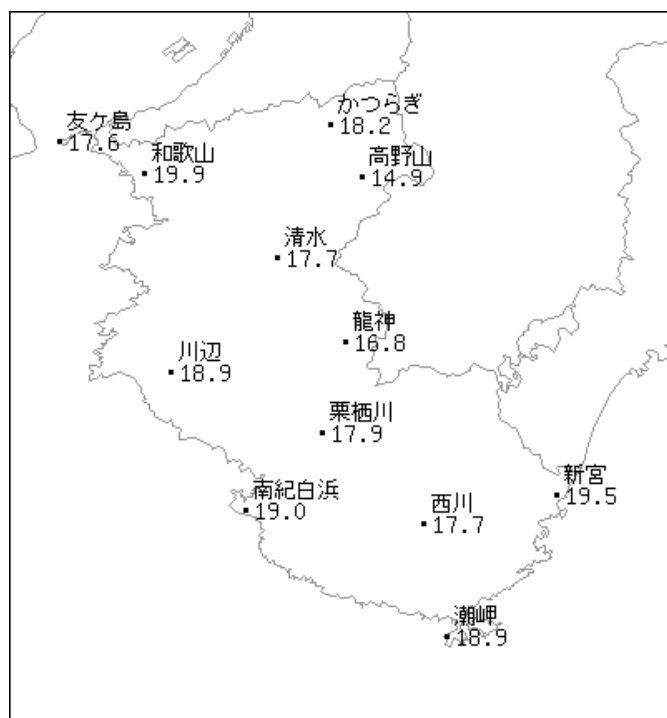 かつらぎ
18.2
友ケ島
17.6
和歌山
19.9
高野山
14.9
清水
17.7
龍神
16.8
川辺
18.9
栗栖川
17.9
新宮
19.5
南紀白浜
19.0
西川
17.7
潮岬
18.9